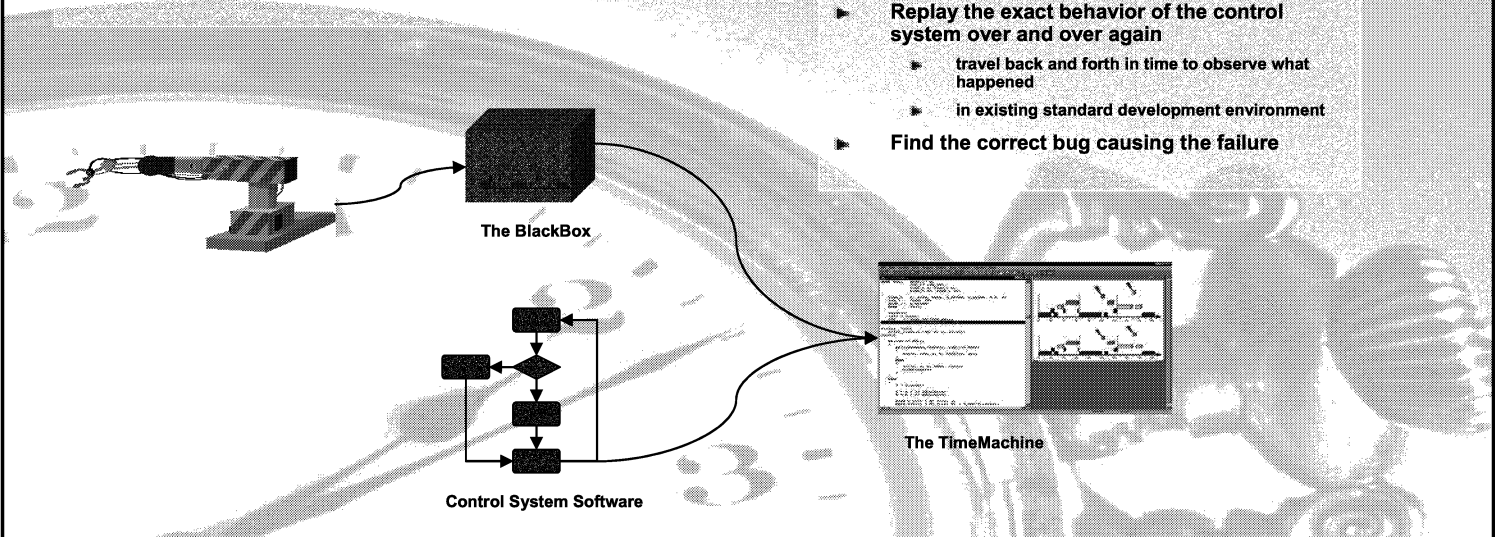 Replay the exact behavior of the control
system over and over again
travel back and forth in time to observe what
happened
in existing standard development environment
Find the correct bug causing the failure
The BlackBox
The TimeMachine
Control System Software